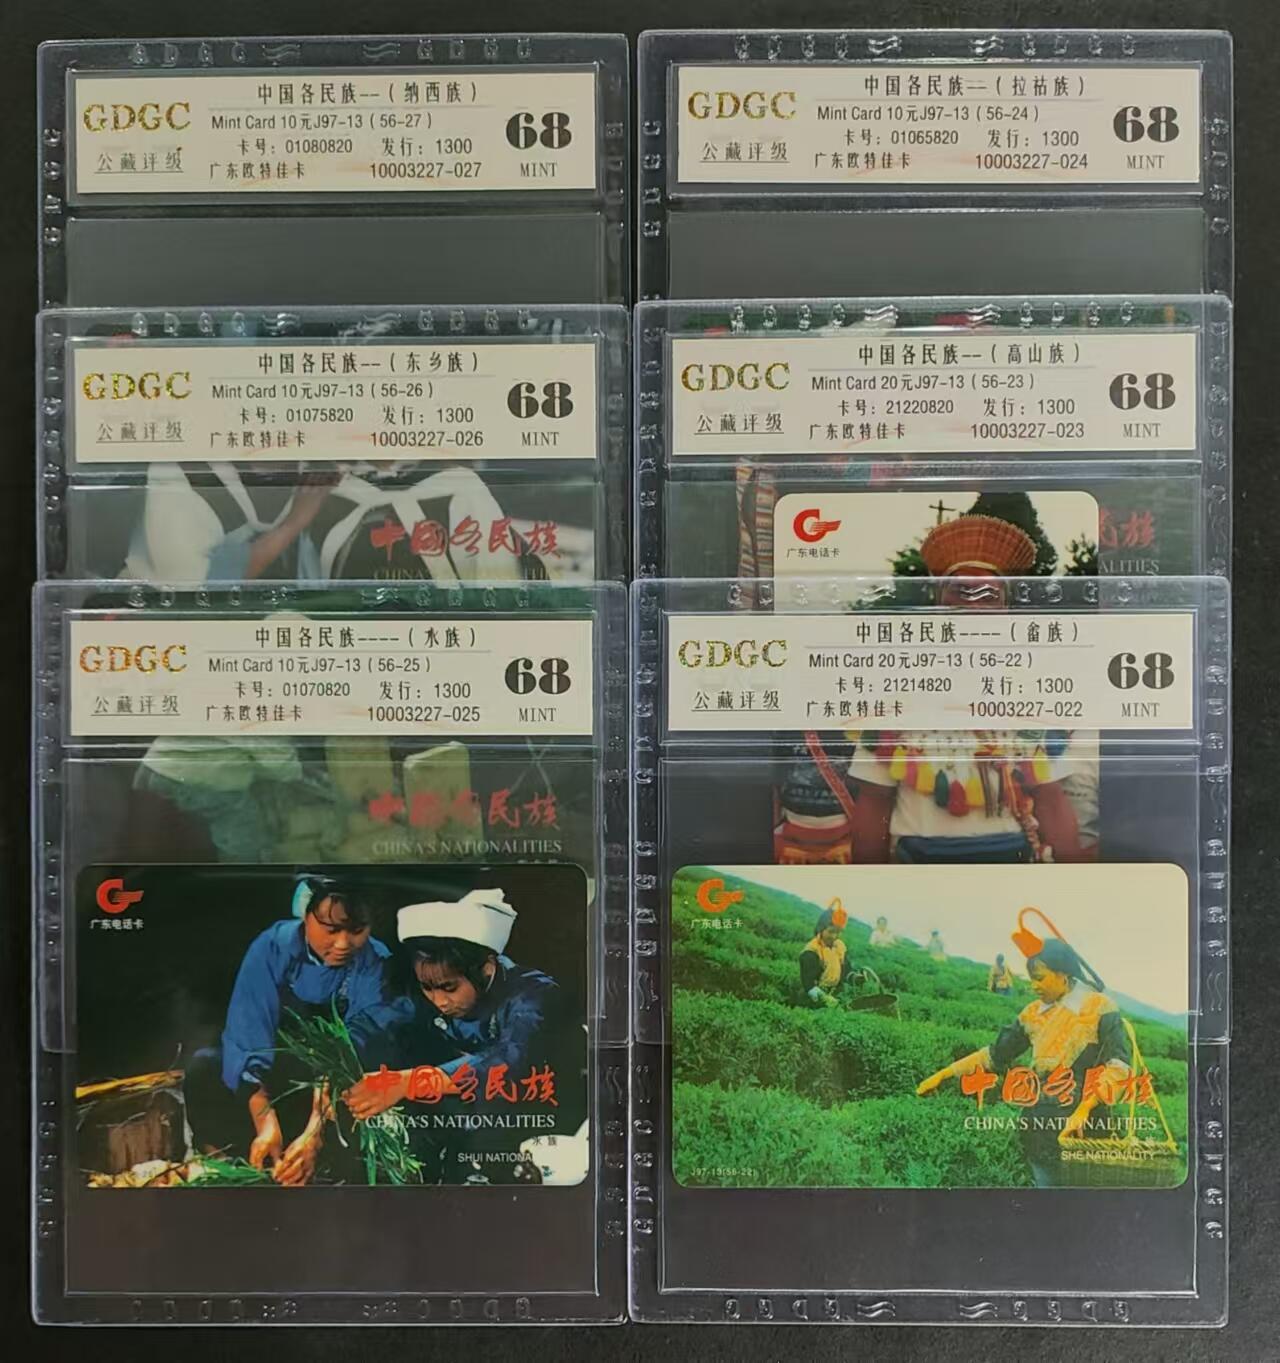 中国各民族--(纳西族)
GDGC
Mint Card 10元J97-13(56-27)
68
卡号：01080820 发行：1300
公藏评级
广东欧特佳卡 10003227-027
MINT
中国各民族--(拉祜族)
GDGC
Mint Card 10元J97-13(56-24)
68
卡号：01065820 发行：1300
公藏评级
广东欧特佳卡 10003227-024
MINT
中国各民族--(东乡族)
GDGC
Mint Card 10元J97-13(56-26)
68
卡号：01075820 发行：1300
公藏评级
广东欧特佳卡 10003227-026
MINT
中國各民族
CHINA'S NATIONALITIES
中国各民族--(高山族)
GDGC
Mint Card 20元J97-13(56-23)
68
卡号：21220820 发行：1300
公藏评级
广东欧特佳卡 10003227-023
MINT
广东电话卡
民族
ALITIES
中国各民族----(水族)
GDGC
Mint Card 10元J97-13(56-25)
68
卡号：01070820 发行：1300
公藏评级
广东欧特佳卡 10003227-025
MINT
中國各民族
CHINA'S NATIONALITIES
广东电话卡
中國各民族
CHINA'S NATIONALITIES
水族
SHUI NATIONA
中国各民族----(畲族)
GDGC
Mint Card 20元J97-13(56-22)
68
卡号：21214820 发行：1300
公藏评级
广东欧特佳卡 10003227-022
MINT
广东电话卡
中國各民族
CHINA'S NATIONALITIES
族
SHE NATIONALITY
J97-13(56-22)